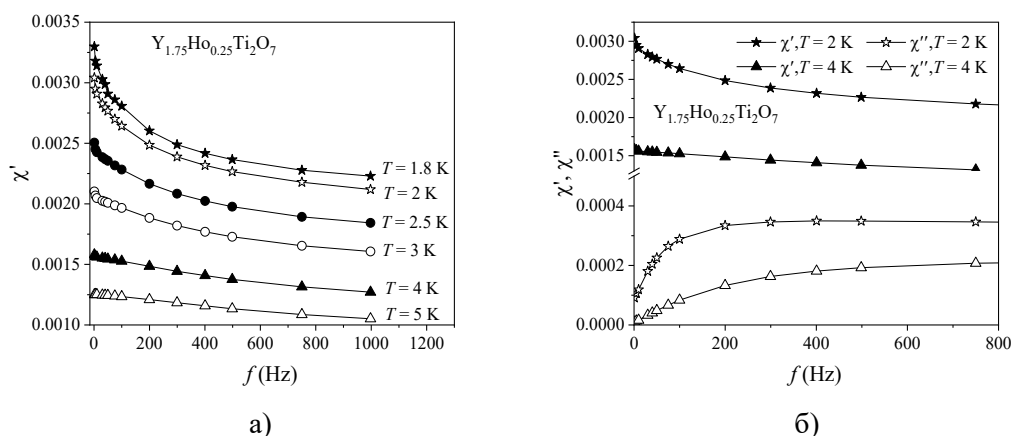 0.0035
0.0030
0.0025
0.0020
0.0015
0.0010
χ′
Y₁.₇₅Ho₀.₂₅Ti₂O₇
T = 1.8 K
T = 2 K
T = 2.5 K
T = 3 K
T = 4 K
T = 5 K
0 200 400 600 800 1000 1200
f (Hz)
а)
0.0030
0.0025
0.0020
0.0015
0.0004
0.0002
0.0000
χ′, χ″
χ′, T = 2 K χ″, T = 2 K
χ′, T = 4 K χ″, T = 4 K
Y₁.₇₅Ho₀.₂₅Ti₂O₇
0 200 400 600 800
f (Hz)
б)